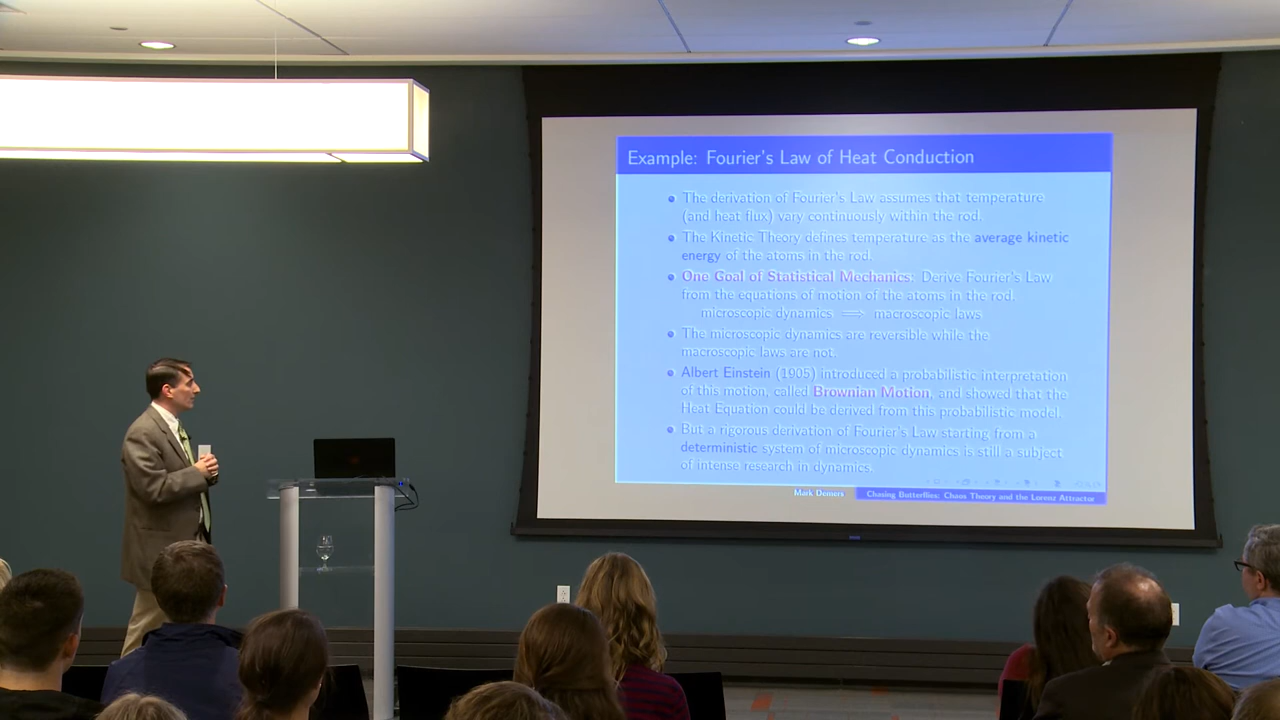 Example: Fourier's Law of Heat Conduction
The derivation of Fourier's Law assumes that temperature
(and heat flux) vary continuously within the rod.
The Kinetic Theory defines temperature as the average kinetic
energy of the atoms in the rod.
One Goal of Statistical Mechanics: Derive Fourier's Law
from the equations of motion of the atoms in the rod.
microscopic dynamics ⟹ macroscopic laws
The microscopic dynamics are reversible while the
macroscopic laws are not.
Albert Einstein (1905) introduced a probabilistic interpretation
of this motion, called Brownian Motion, and showed that the
Heat Equation could be derived from this probabilistic model.
But a rigorous derivation of Fourier's Law starting from a
deterministic system of microscopic dynamics is still a subject
of intense research in dynamics.
Mark Demers Chasing Butterflies: Chaos Theory and the Lorenz Attractor